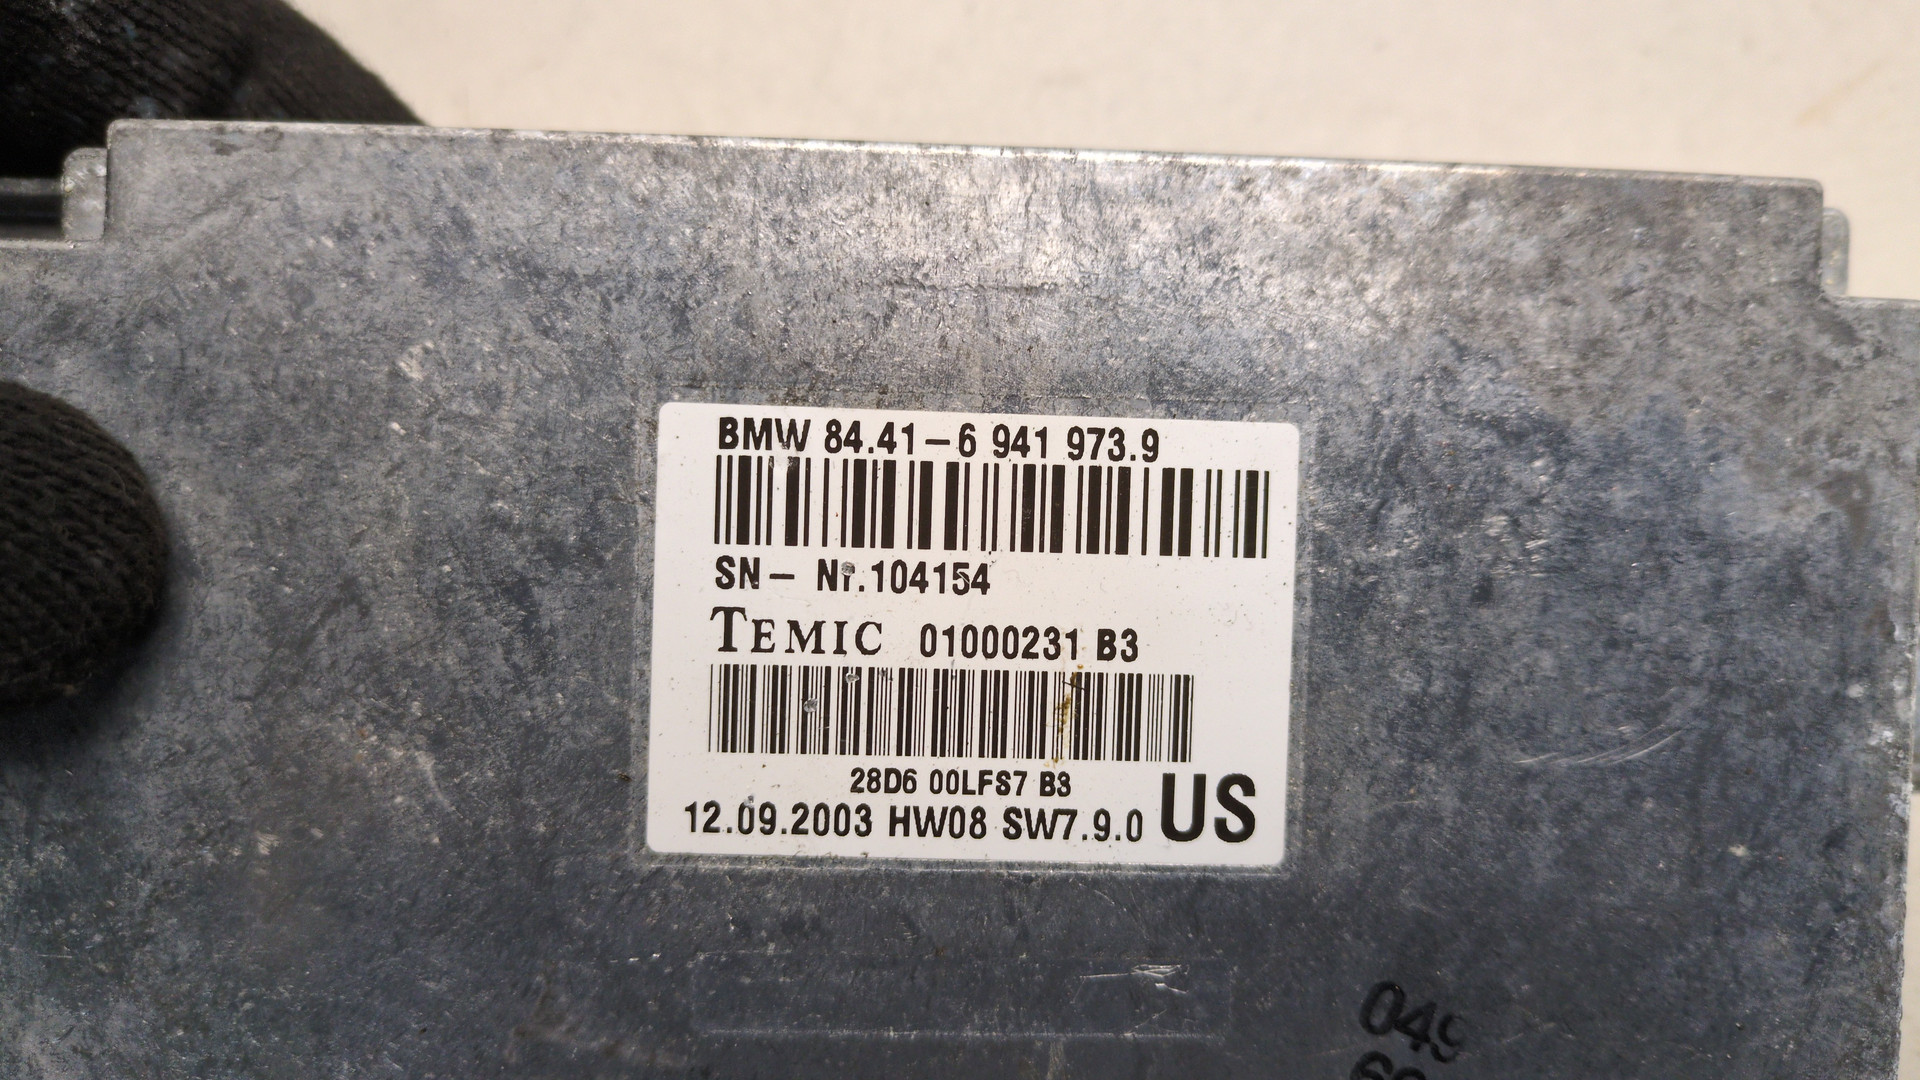 BMW 84.41-6 941 973.9
SN- Nr.104154
TEMIC 01000231 B3
28D6 00LFS7 B3
12.09.2003 HW08 SW7.9.0 US
049